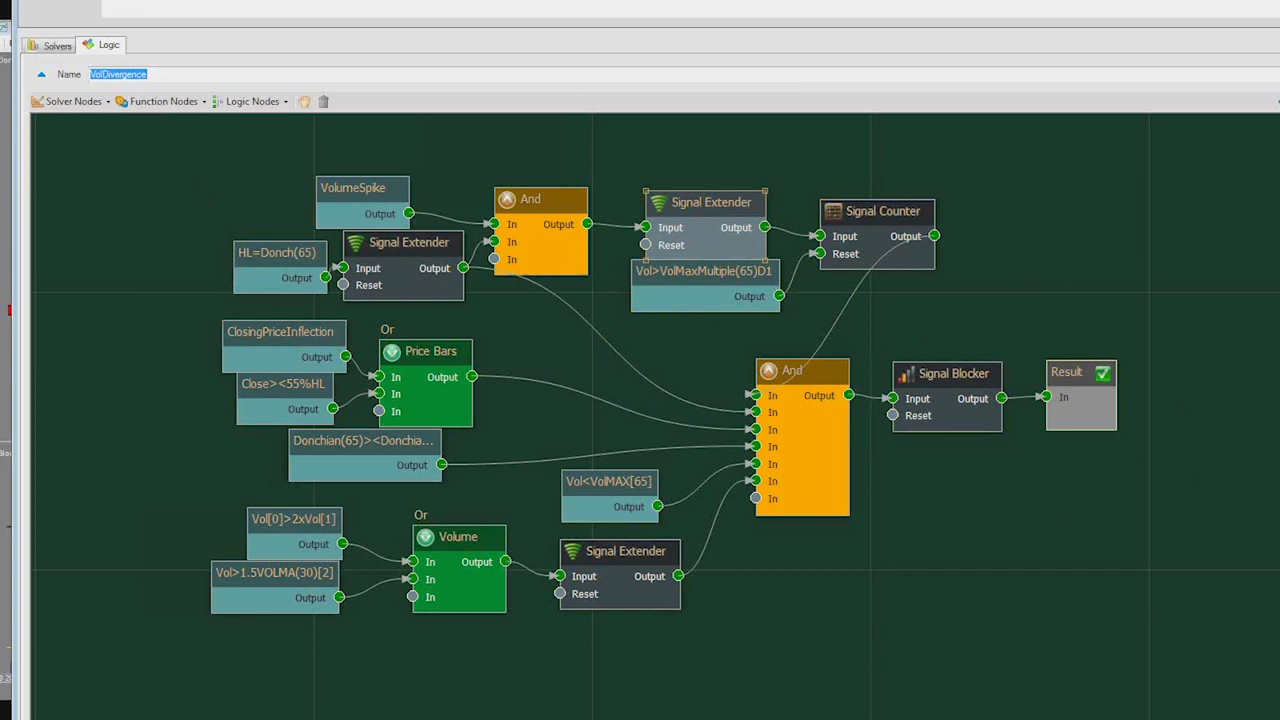 Solvers
Logic
Name
VolDivergence
Solver Nodes
Function Nodes
Logic Nodes
VolumeSpike
Output
And
In
Output
In
In
Signal Extender
Input
Output
Reset
Signal Counter
Input
Output
Reset
HL=Donch(65)
Output
Signal Extender
Input
Output
Reset
Vol>VolMaxMultiple(65)D1
Output
ClosingPriceInflection
Output
Close><55%HL
Output
Or
Price Bars
In
Output
In
In
And
In
Output
In
In
In
In
In
In
Signal Blocker
Input
Output
Reset
Result
In
Donchian(65)><Donchia...
Output
Vol<VolMAX[65]
Output
Vol[0]>2xVol[1]
Output
Vol>1.5VOLMA(30)[2]
Output
Or
Volume
In
Output
In
In
Signal Extender
Input
Output
Reset